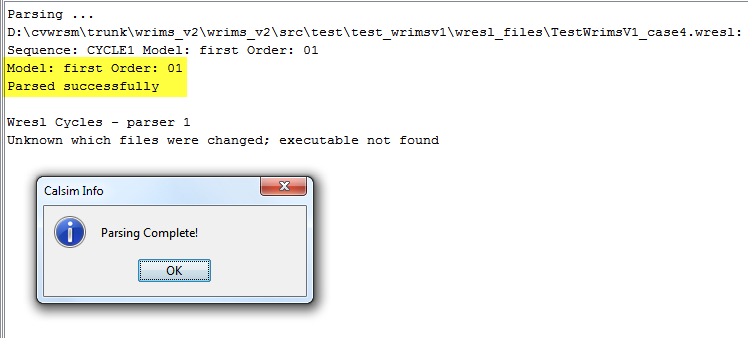 Parsing ...
D:\cvwrsm\trunk\wrims_v2\wrims_v2\src\test\test_wrimsv1\wresl_files\TestWrimsV1_case4.wresl:
Sequence: CYCLE1 Model: first Order: 01
Model: first Order: 01
Parsed successfully
Wresl Cycles - parser 1
Unknown which files were changed; executable not found
Calsim Info
Parsing Complete!
OK